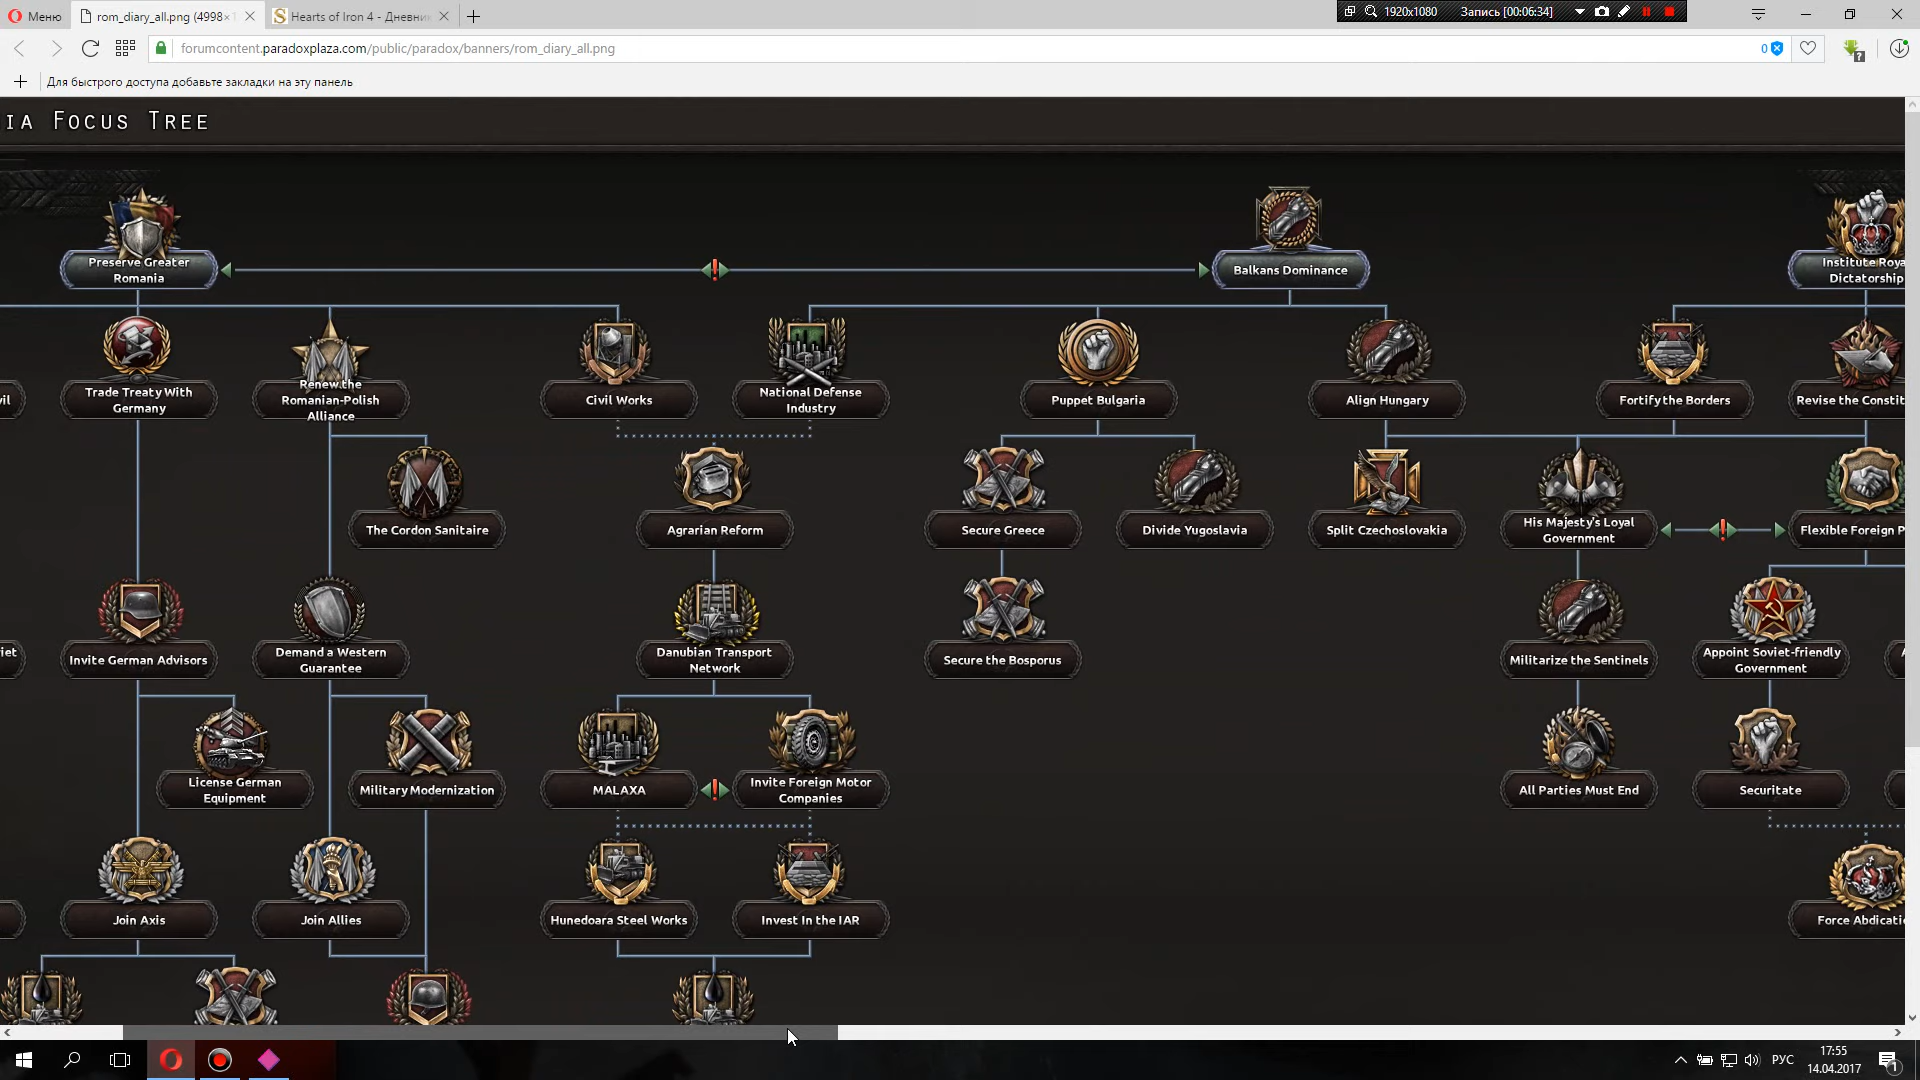 Меню
rom_diary_all.png (4998×
Hearts of Iron 4 - Дневник
1920x1080
Запись [00:06:34]
forumcontent.paradoxplaza.com/public/paradox/banners/rom_diary_all.png
0
Для быстрого доступа добавьте закладки на эту панель
IA FOCUS TREE
Preserve Greater
Romania
Balkans Dominance
Institute Roya
Dictatorship
vil
Trade Treaty With
Germany
Renew the
Romanian-Polish
Alliance
Civil Works
National Defense
Industry
Puppet Bulgaria
Align Hungary
Fortify the Borders
Revise the Constit
The Cordon Sanitaire
Agrarian Reform
Secure Greece
Divide Yugoslavia
Split Czechoslovakia
His Majesty's Loyal
Government
Flexible Foreign P
iet
Invite German Advisors
Demand a Western
Guarantee
Danubian Transport
Network
Secure the Bosporus
Militarize the Sentinels
Appoint Soviet-friendly
Government
License German
Equipment
Military Modernization
MALAXA
Invite Foreign Motor
Companies
All Parties Must End
Securitate
Join Axis
Join Allies
Hunedoara Steel Works
Invest In the IAR
Force Abdicati
РУС
17:55
14.04.2017
1